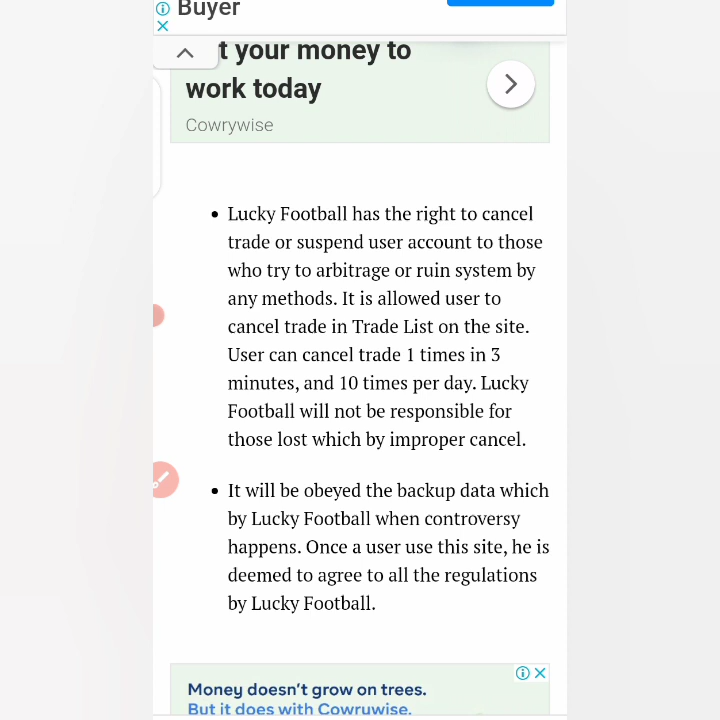 Buyer
t your money to
work today
Cowrywise
• Lucky Football has the right to cancel
trade or suspend user account to those
who try to arbitrage or ruin system by
any methods. It is allowed user to
cancel trade in Trade List on the site.
User can cancel trade 1 times in 3
minutes, and 10 times per day. Lucky
Football will not be responsible for
those lost which by improper cancel.
• It will be obeyed the backup data which
by Lucky Football when controversy
happens. Once a user use this site, he is
deemed to agree to all the regulations
by Lucky Football.
Money doesn't grow on trees.
But it does with Cowrywise.